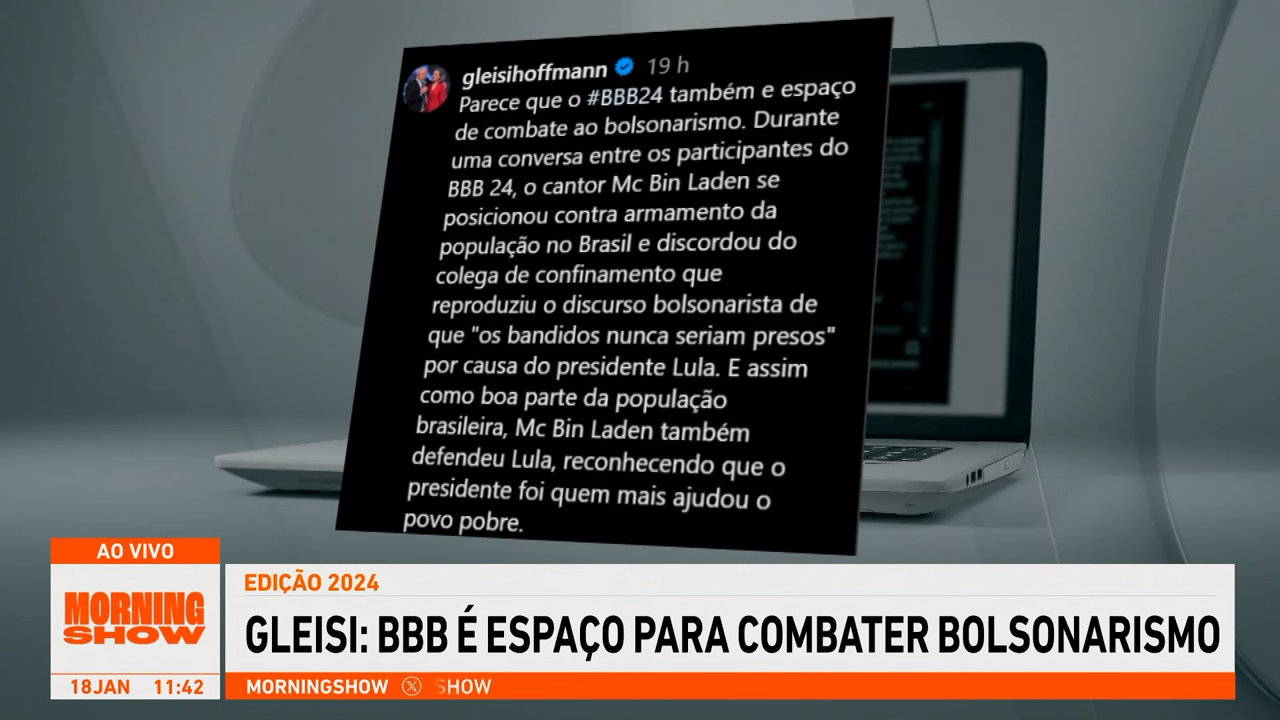 gleisihoffmann 19 h
Parece que o #BBB24 também e espaço
de combate ao bolsonarismo. Durante
uma conversa entre os participantes do
BBB 24, o cantor Mc Bin Laden se
posicionou contra armamento da
população no Brasil e discordou do
colega de confinamento que
reproduziu o discurso bolsonarista de
que "os bandidos nunca seriam presos"
por causa do presidente Lula. E assim
como boa parte da população
brasileira, Mc Bin Laden também
defendeu Lula, reconhecendo que o
presidente foi quem mais ajudou o
povo pobre.
AO VIVO
MORNING
SHOW
18JAN 11:42
EDIÇÃO 2024
GLEISI: BBB É ESPAÇO PARA COMBATER BOLSONARISMO
MORNINGSHOW X SHOW